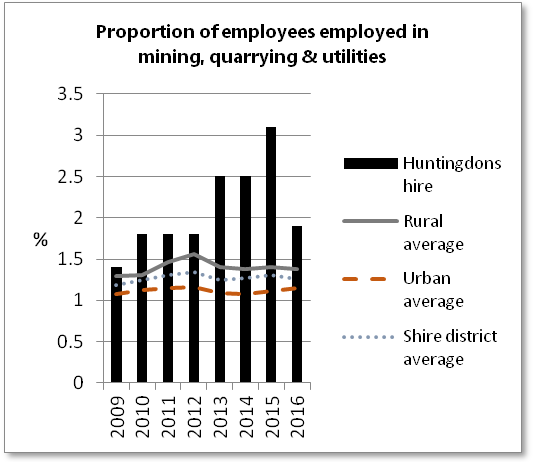 Proportion of employees employed in
mining, quarrying & utilities
3.5
3
2.5
2
1.5
1
0.5
0
%
2009
2010
2011
2012
2013
2014
2015
2016
Huntingdons
hire
Rural
average
Urban
average
Shire district
average